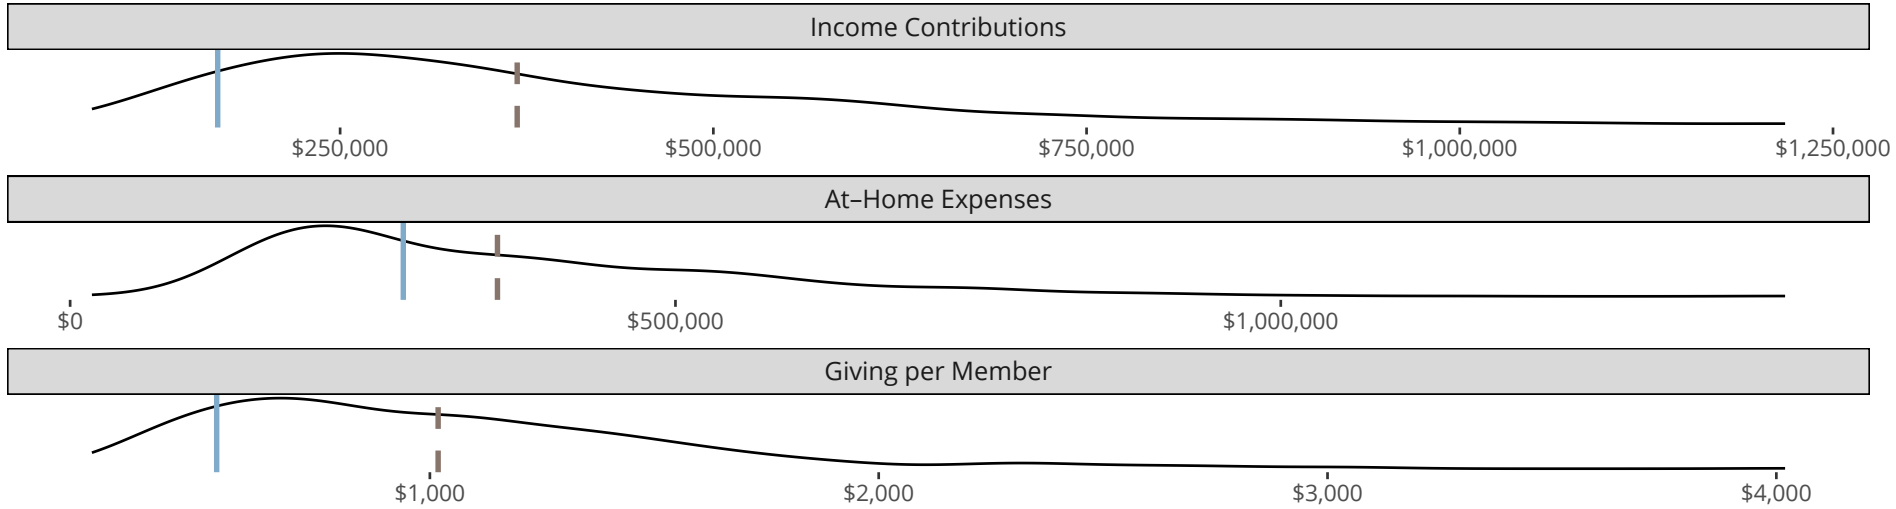 Income Contributions
$250,000 $500,000 $750,000 $1,000,000 $1,250,000
At–Home Expenses
$0 $500,000 $1,000,000
Giving per Member
$1,000 $2,000 $3,000 $4,000